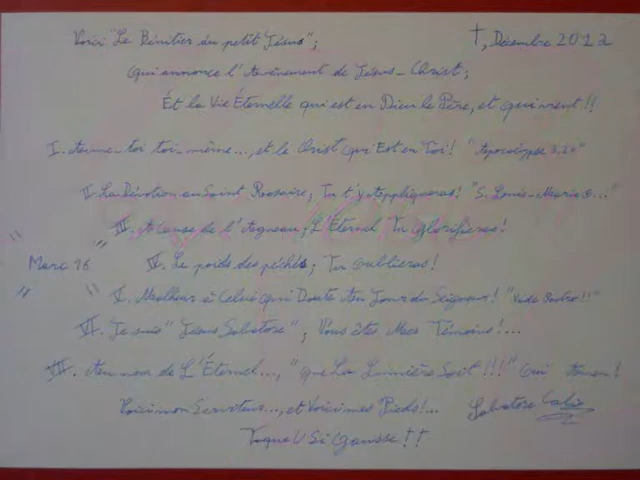 Voici "Le Bénitier du petit Jésus"; †, Décembre 2012
Qui annonce l'Avènement de Jésus-Christ;
Et la Vie Éternelle qui est en Dieu le Père, et qui vient!!
I. Aime-toi toi-même..., et le Christ qui Est en Toi! "Apocalypse 3.20"
II. La Dévotion au Saint Rosaire; Tu t'y Appliqueras! "S. Louis-Marie G..."
III. À Cause de l'Agneau; L'Éternel Tu Glorifieras!
Marc 16 IV. Le poids des péchés; Tu oublieras!
V. Malheur à Celui qui Doute Au Jour du Seigneur! "Vade Retro!!"
VI. Je suis "Jésus Salvatore"; Vous êtes Mes Témoins!...
VII. Au nom de L'Éternel..., "Que La Lumière Soit!!!" Oui Amen!
Voici mon Serviteur..., et Voici mes Pieds!... Salvatore